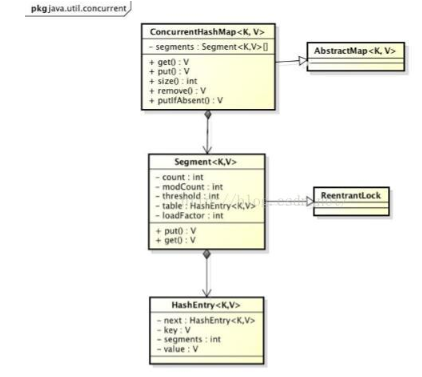 pkg java.util.concurrent
ConcurrentHashMap<K, V>
- segments : Segment<K,V>[]
+ get() : V
+ put() : V
+ size() : int
+ remove() : V
+ putIfAbsent() : V
AbstractMap<K, V>
Segment<K,V>
- count : int
- modCount : int
- threshold : int
- table : HashEntry<K,V>
- loadFactor : int
+ put() : V
+ get() : V
ReentrantLock
HashEntry<K,V>
- next : HashEntry<K,V>
- key : V
- segments : int
- value : V